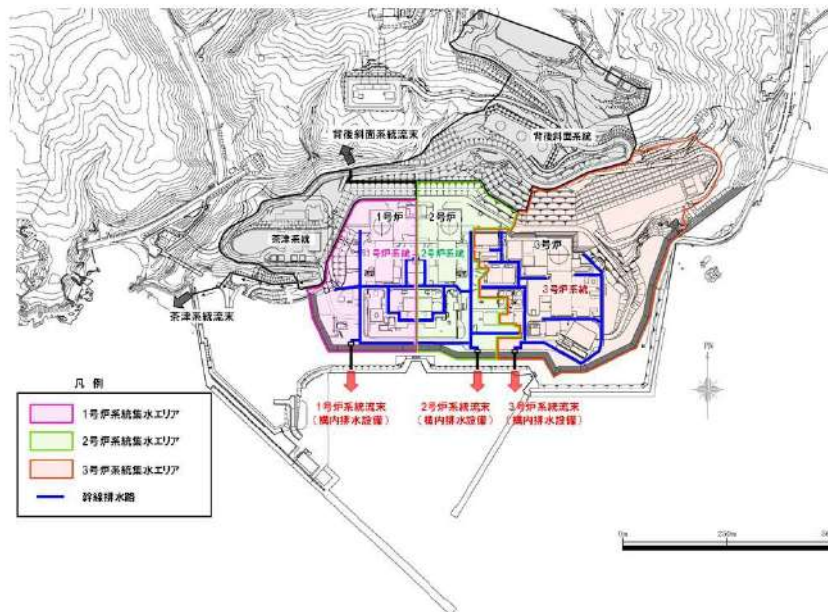 背後斜面系統流末
背後斜面系統
1号炉
2号炉
茶津系統
1号炉系統
2号炉系統
3号炉
3号炉系統
茶津系統流末
凡 例
1号炉系統集水エリア
2号炉系統集水エリア
3号炉系統集水エリア
幹線排水路
1号炉系統流末
(構内排水設備)
2号炉系統流末
(構内排水設備)
3号炉系統流末
(構内排水設備)
PN
0m
250m